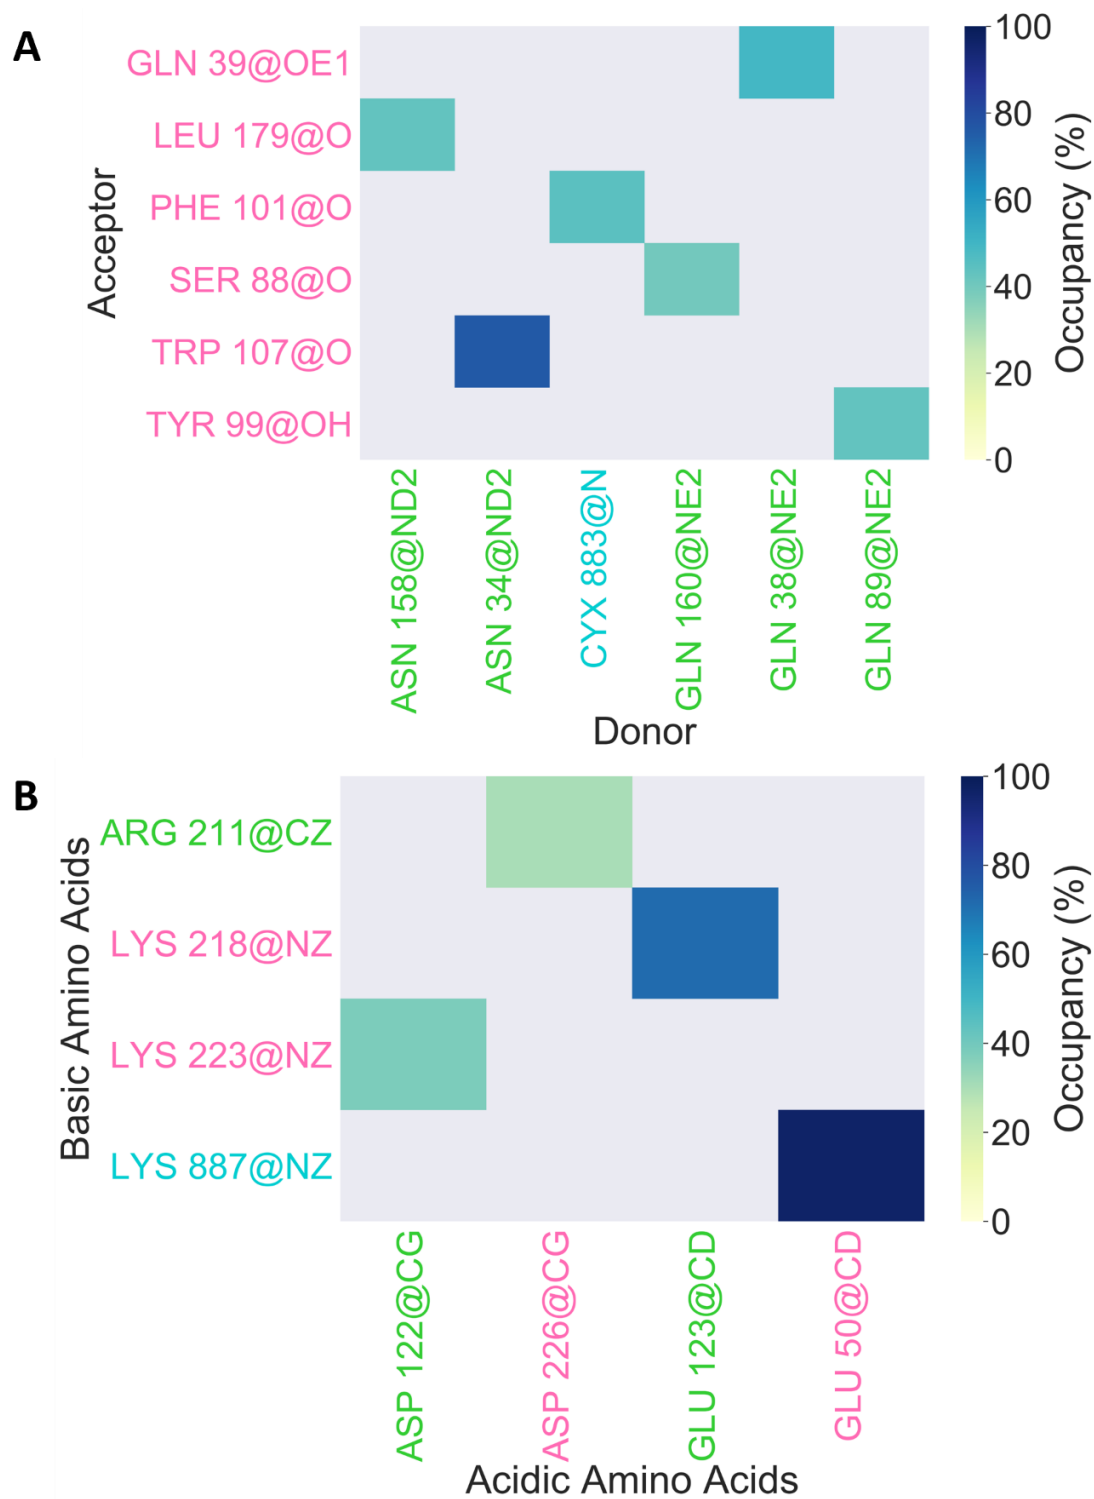 A
GLN 39@OE1
LEU 179@O
PHE 101@O
SER 88@O
TRP 107@O
TYR 99@OH
Acceptor
ASN 158@ND2
ASN 34@ND2
CYX 883@N
GLN 160@NE2
GLN 38@NE2
GLN 89@NE2
Donor
100
80
60
40
20
0
Occupancy (%)
B
ARG 211@CZ
LYS 218@NZ
LYS 223@NZ
LYS 887@NZ
Basic Amino Acids
ASP 122@CG
ASP 226@CG
GLU 123@CD
GLU 50@CD
Acidic Amino Acids
100
80
60
40
20
0
Occupancy (%)